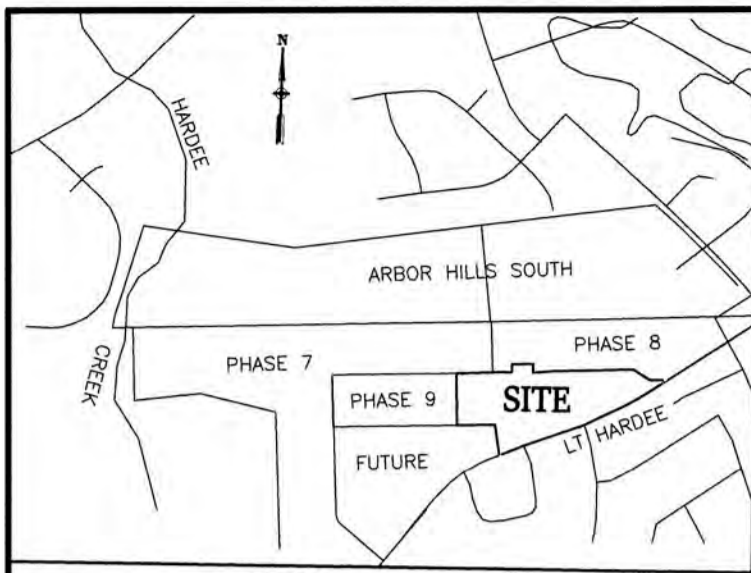 N
HARDEE
ARBOR HILLS SOUTH
CREEK
PHASE 7
PHASE 8
PHASE 9
SITE
LT HARDEE
FUTURE